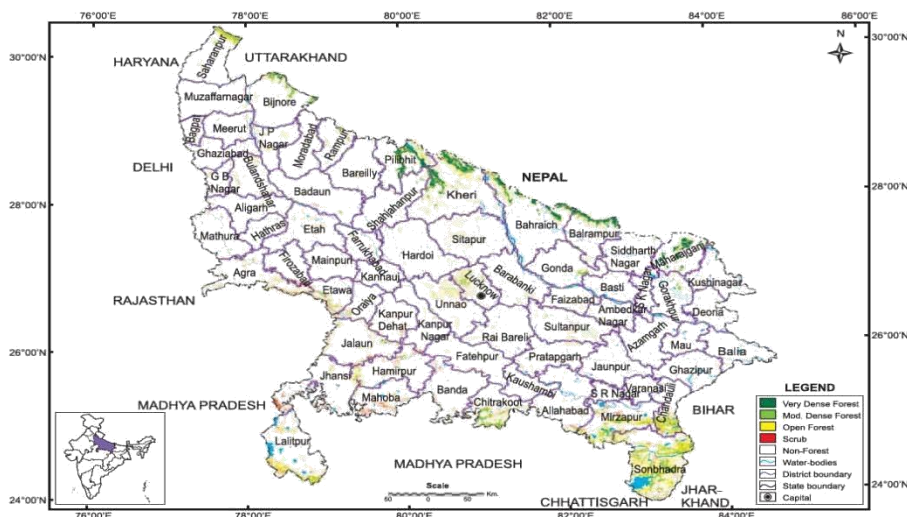 76°00'E 78°00'E 80°00'E 82°00'E 84°00'E 86°00'E
N
30°00'N 30°00'N
HARYANA Saharanpur UTTARAKHAND
Muzaffarnagar Bijnore
Bagpat Meerut J P Nagar Moradabad Rampur
DELHI Ghaziabad Bulandshahar Bareilly Pilibhit NEPAL
G B Nagar Badaun Shahjahanpur Kheri
28°00'N 28°00'N
Aligarh Bahraich Balrampur
Mathura Hathras Etah Farrukhabad Hardoi Sitapur Siddharth Nagar Maharajganj
Agra Firozabad Mainpuri Kannauj Lucknow Barabanki Gonda Basti S K Nagar Gorakhpur Kushinagar
RAJASTHAN Etawa Oraiya Unnao Faizabad Ambedkar Nagar Deoria
26°00'N 26°00'N
Kanpur Dehat Kanpur Nagar Rai Bareli Sultanpur Azamgarh Mau Balia
Jalaun Fatehpur Pratapgarh Jaunpur Ghazipur
Jhansi Hamirpur Kaushambi Varanasi
MADHYA PRADESH Mahoba Banda Chitrakoot Allahabad S R Nagar Mirzapur Chandauli BIHAR
Lalitpur
MADHYA PRADESH Sonbhadra
CHHATTISGARH JHAR-
KHAND
24°00'N 24°00'N
Scale
50 Km.
LEGEND
Very Dense Forest
Mod. Dense Forest
Open Forest
Scrub
Non-Forest
Water-bodies
District boundary
State boundary
Capital
76°00'E 78°00'E 80°00'E 82°00'E 84°00'E